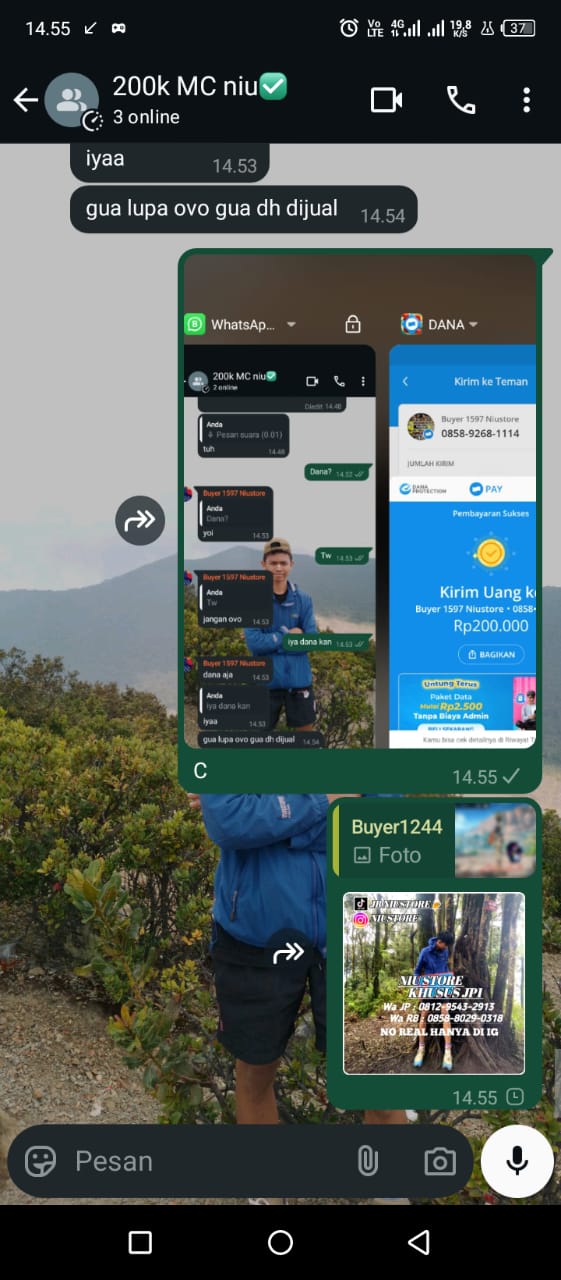 14.55
Vo
LTE
4G
19,8
K/S
37
200k MC niu✅
3 online
iyaa
14.53
gua lupa ovo gua dh dijual
14.54
WhatsAp...
200k MC niu✅
2 online
Diedit 14.48
Anda
Pesan suara (0.01)
tuh
14.48
Dana?
14.52
Buyer 1597 Niustore
Anda
Dana?
yoi
14.53
Tw
14.53
Buyer 1597 Niustore
Anda
Tw
jangan ovo
14.53
iya dana kan
14.53
Buyer 1597 Niustore
dana aja
14.53
Anda
iya dana kan
iyaa
14.53
gua lupa ovo gua dh dijual
14.54
DANA
Kirim ke Teman
Buyer 1597 Niustore
0858-9268-1114
JUMLAH KIRIM
DANA
PROTECTION
PAY
Pembayaran Sukses
Kirim Uang k
Buyer 1597 Niustore • 0858-
Rp200.000
BAGIKAN
Untung Terus
Paket Data
Mulai Rp2.500
Tanpa Biaya Admin
BELI SEKARANG
Kamu bisa cek detailnya di Riwayat T
C
14.55
Buyer1244
Foto
JB NIUSTORE
NIUSTORE
NIUSTORE
KHUSUS JP1
Wa JP : 0812-9543-2913
Wa RB : 0858-8029-0318
NO REAL HANYA DI IG
14.55
Pesan